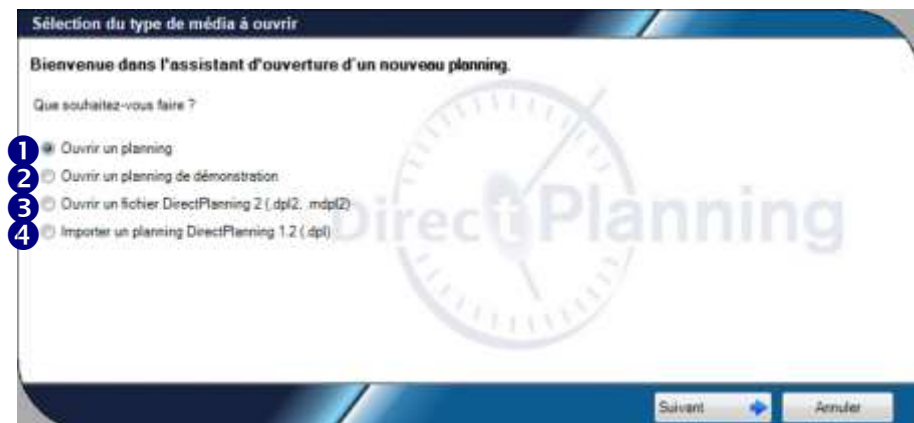 Sélection du type de média à ouvrir
Bienvenue dans l'assistant d'ouverture d'un nouveau planning.
Que souhaitez-vous faire ?
1 Ouvrir un planning
2 Ouvrir un planning de démonstration
3 Ouvrir un fichier DirectPlanning 2 (.dpl2, .mdpl2)
4 Importer un planning DirectPlanning 1.2 (.dpl)
Direct Planning
Suivant
Annuler